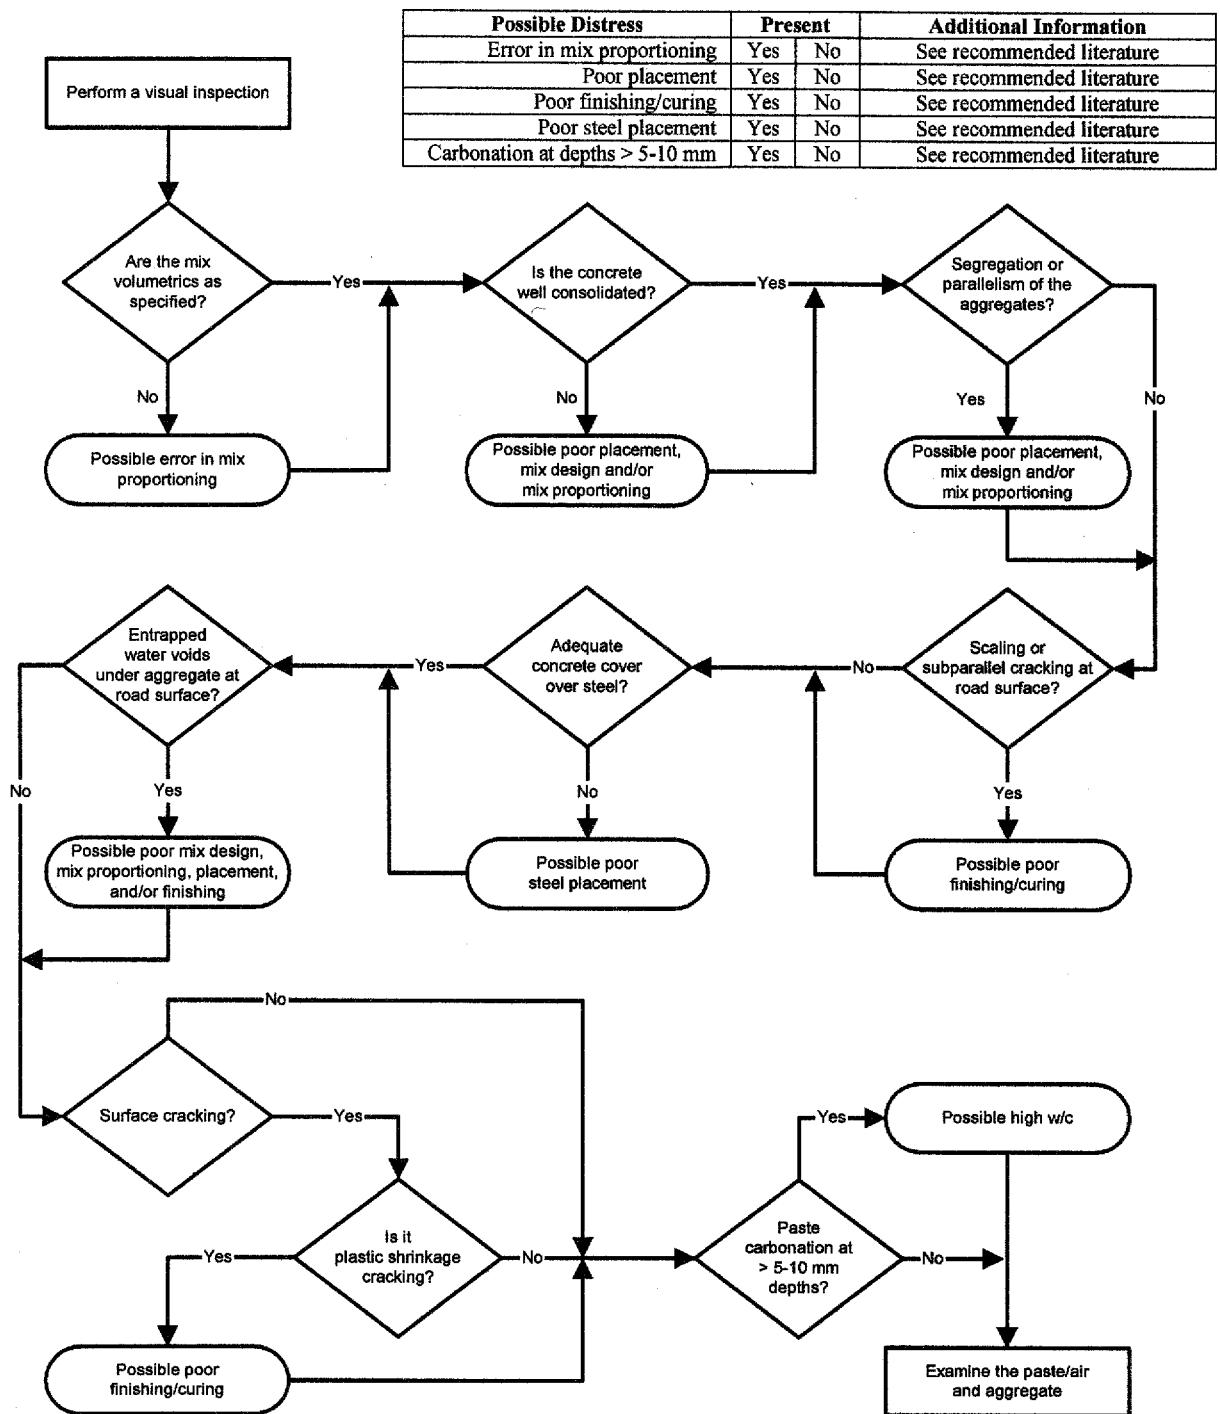 Possible Distress Present Additional Information
Error in mix proportioning Yes No See recommended literature
Poor placement Yes No See recommended literature
Poor finishing/curing Yes No See recommended literature
Poor steel placement Yes No See recommended literature
Carbonation at depths > 5-10 mm Yes No See recommended literature
Perform a visual inspection
Are the mix
volumetrics as
specified?
Yes
No
Possible error in mix
proportioning
Is the concrete
well consolidated?
Yes
No
Possible poor placement,
mix design and/or
mix proportioning
Segregation or
parallelism of the
aggregates?
Yes
No
Possible poor placement,
mix design and/or
mix proportioning
Scaling or
subparallel cracking at
road surface?
No
Yes
Possible poor
finishing/curing
Adequate
concrete cover
over steel?
Yes
No
Possible poor
steel placement
Entrapped
water voids
under aggregate at
road surface?
No
Yes
Possible poor mix design,
mix proportioning, placement,
and/or finishing
Surface cracking?
No
Yes
Is it
plastic shrinkage
cracking?
Yes
No
Possible poor
finishing/curing
Paste
carbonation at
> 5-10 mm
depths?
Yes
No
Possible high w/c
Examine the paste/air
and aggregate